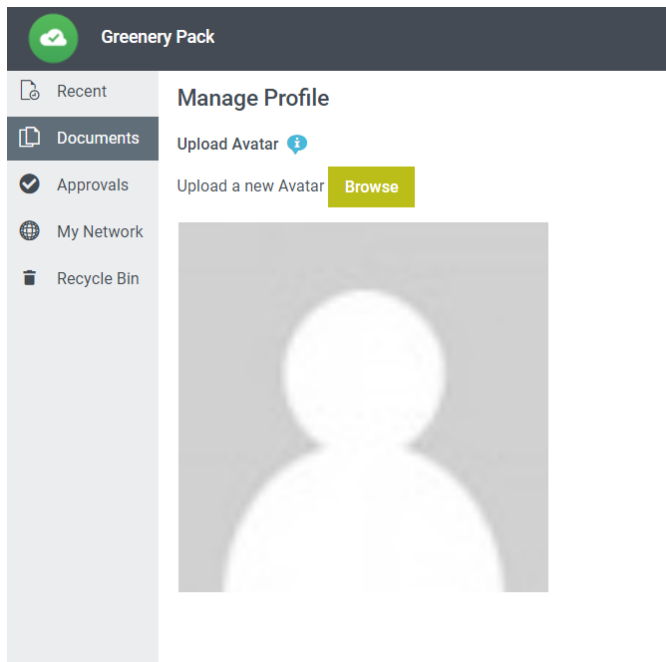 Greenery Pack
Recent
Documents
Approvals
My Network
Recycle Bin
Manage Profile
Upload Avatar
Upload a new Avatar Browse